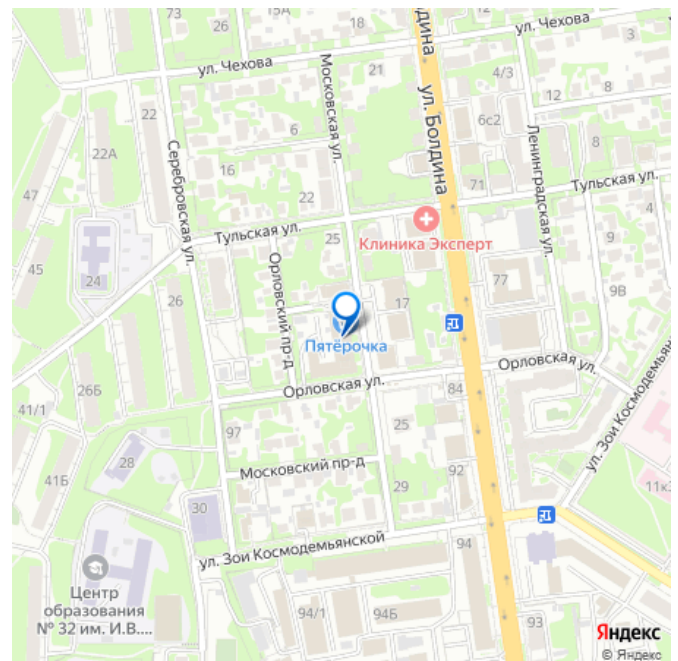 73
26
15А
18
ул. Чехова
ул. Чехова
3
21
4/3
12
8
ул. Болдина
Московская ул.
6с2
22
22А
Серебровская ул.
6
8
Ленинградская ул.
16
47
22
71
Тульская ул.
4
Тульская ул.
25
Клиника Эксперт
9
45
24
26
Орловский пр-д
77
9В
17
Пятёрочка
Орловская ул.
26Б
Орловская ул.
84
41/1
97
25
ул. Зои Космодемьянской
28
Московский пр-д
92
41Б
29
11к3
30
ул. Зои Космодемьянской
94
Центр
образования
№ 32 им. И.В....
94/1
94Б
93
Яндекс
© Яндекс